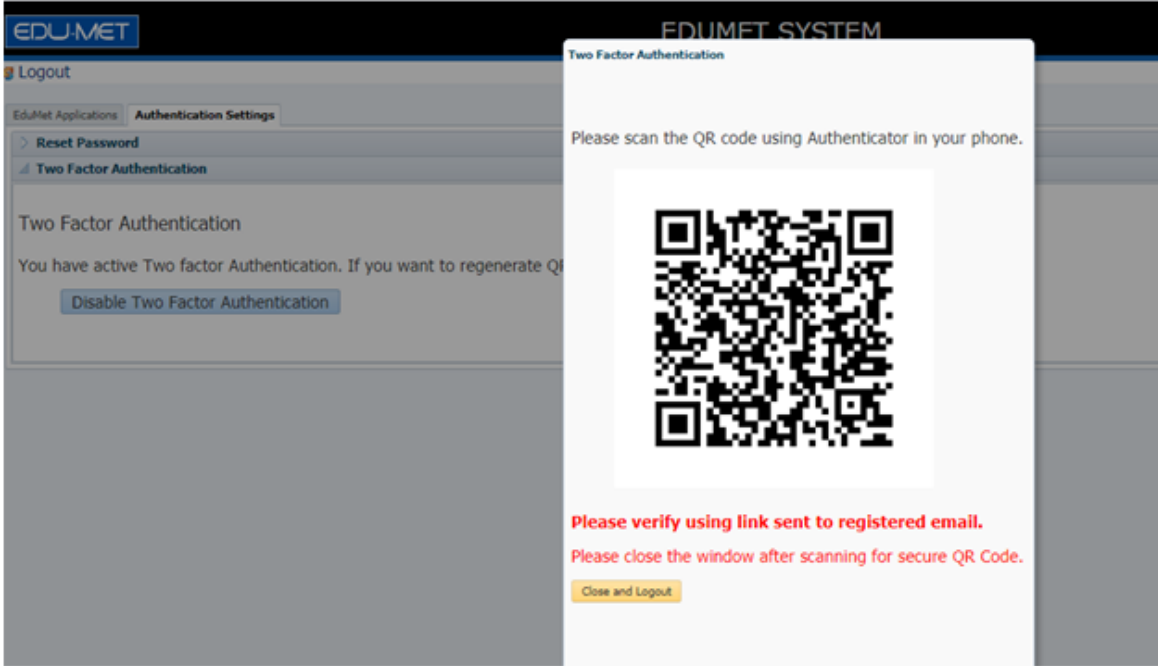 EDU-MET
EDUMET SYSTEM
Logout
EduMet Applications
Authentication Settings
Reset Password
Two Factor Authentication
Two Factor Authentication
You have active Two factor Authentication. If you want to regenerate
Disable Two Factor Authentication
Two Factor Authentication
Please scan the QR code using Authenticator in your phone.
Please verify using link sent to registered email.
Please close the window after scanning for secure QR Code.
Close and Logout